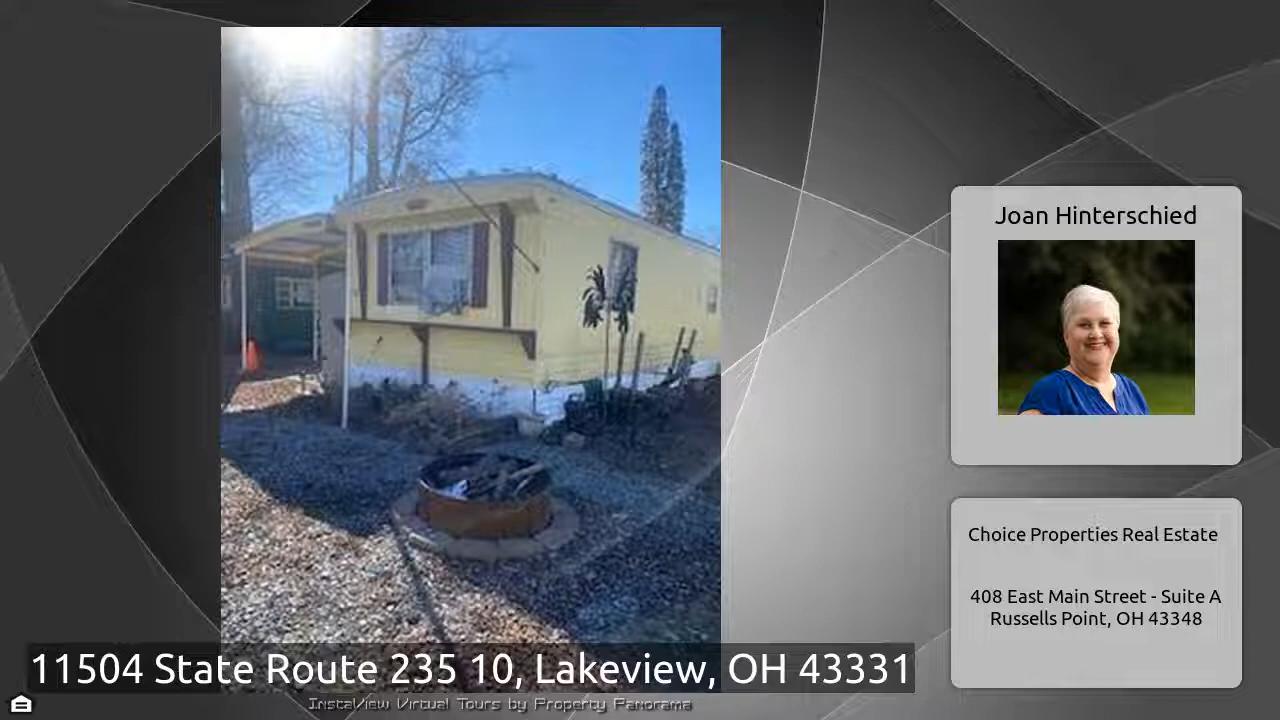 Joan Hinterschied
Choice Properties Real Estate
408 East Main Street - Suite A
Russells Point, OH 43348
11504 State Route 235 10, Lakeview, OH 43331
InstaView Virtual Tours by Property Panorama